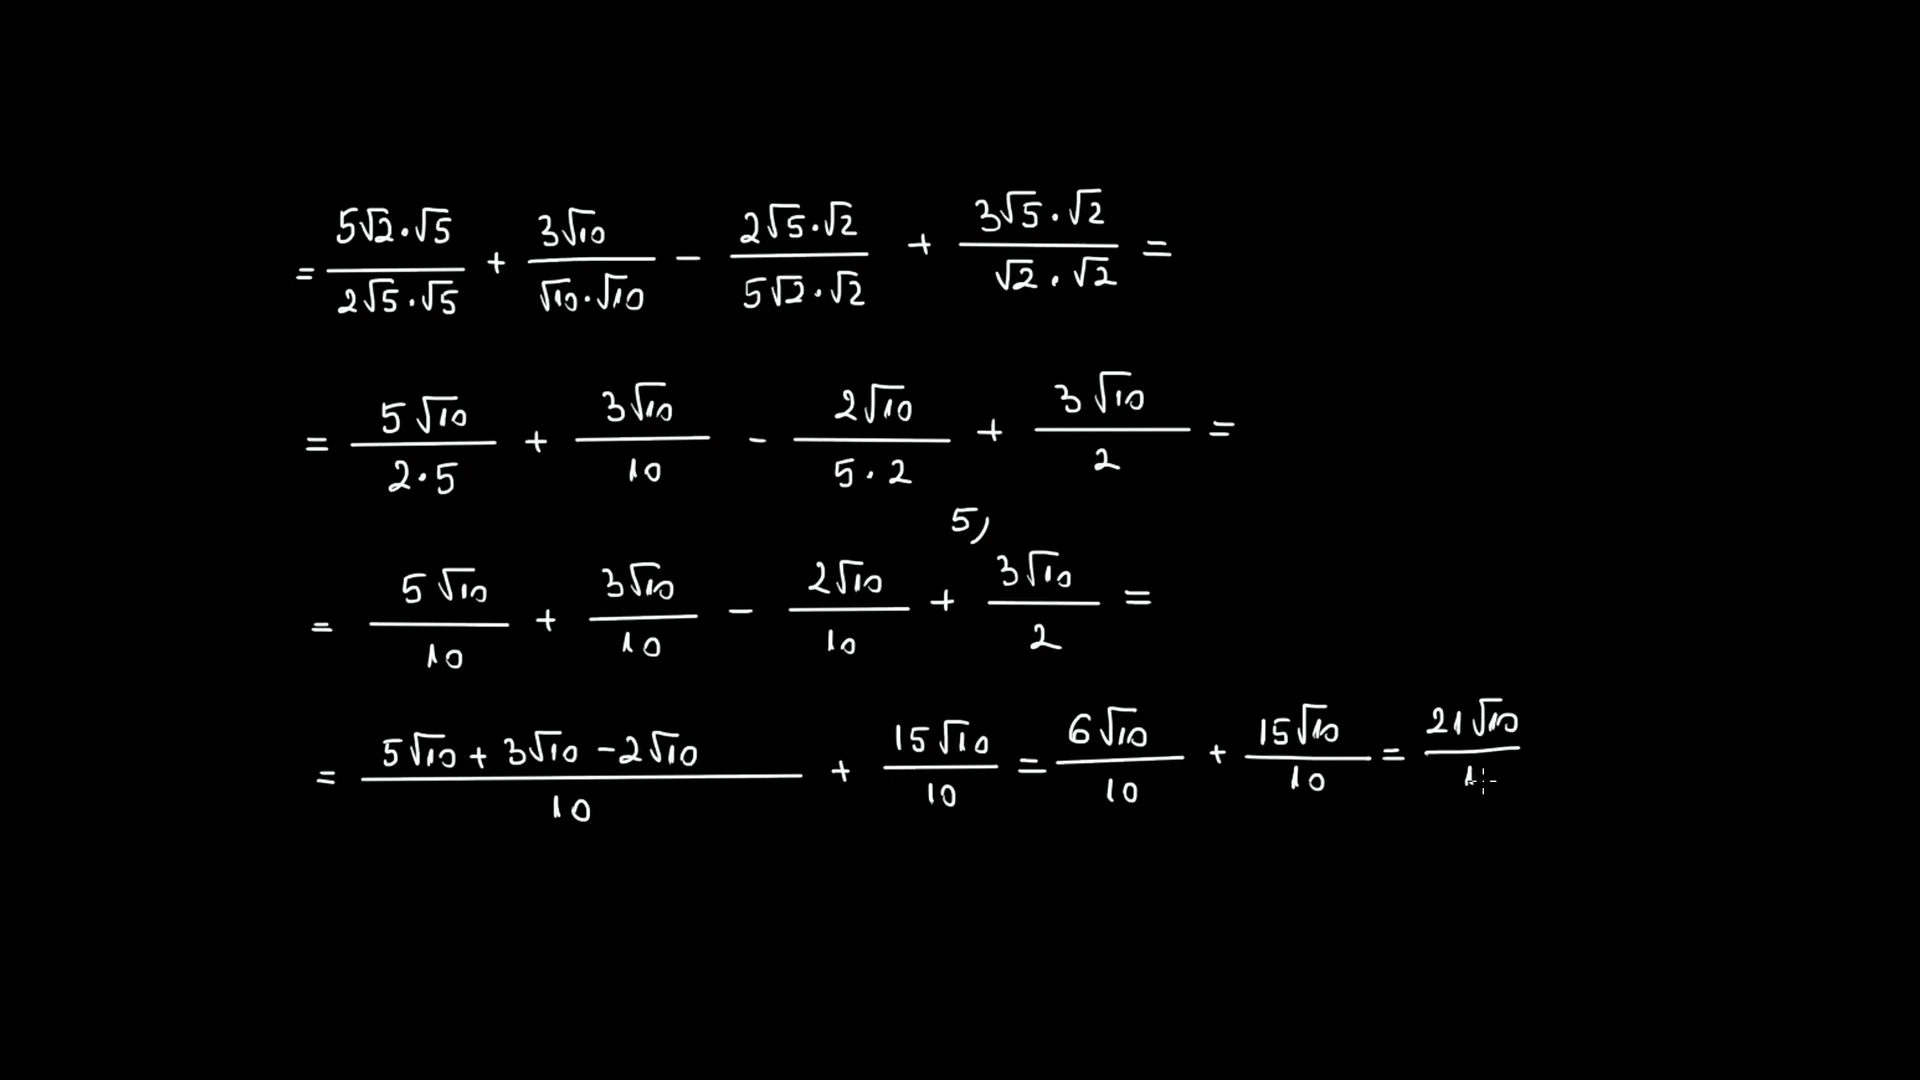 = 5√2·√5 / 2√5·√5 + 3√10 / √10·√10 − 2√5·√2 / 5√2·√2 + 3√5·√2 / √2·√2 =
= 5√10 / 2·5 + 3√10 / 10 − 2√10 / 5·2 + 3√10 / 2 =
5)
= 5√10 / 10 + 3√10 / 10 − 2√10 / 10 + 3√10 / 2 =
= 5√10 + 3√10 − 2√10 / 10 + 15√10 / 10 = 6√10 / 10 + 15√10 / 10 = 21√10 / 1